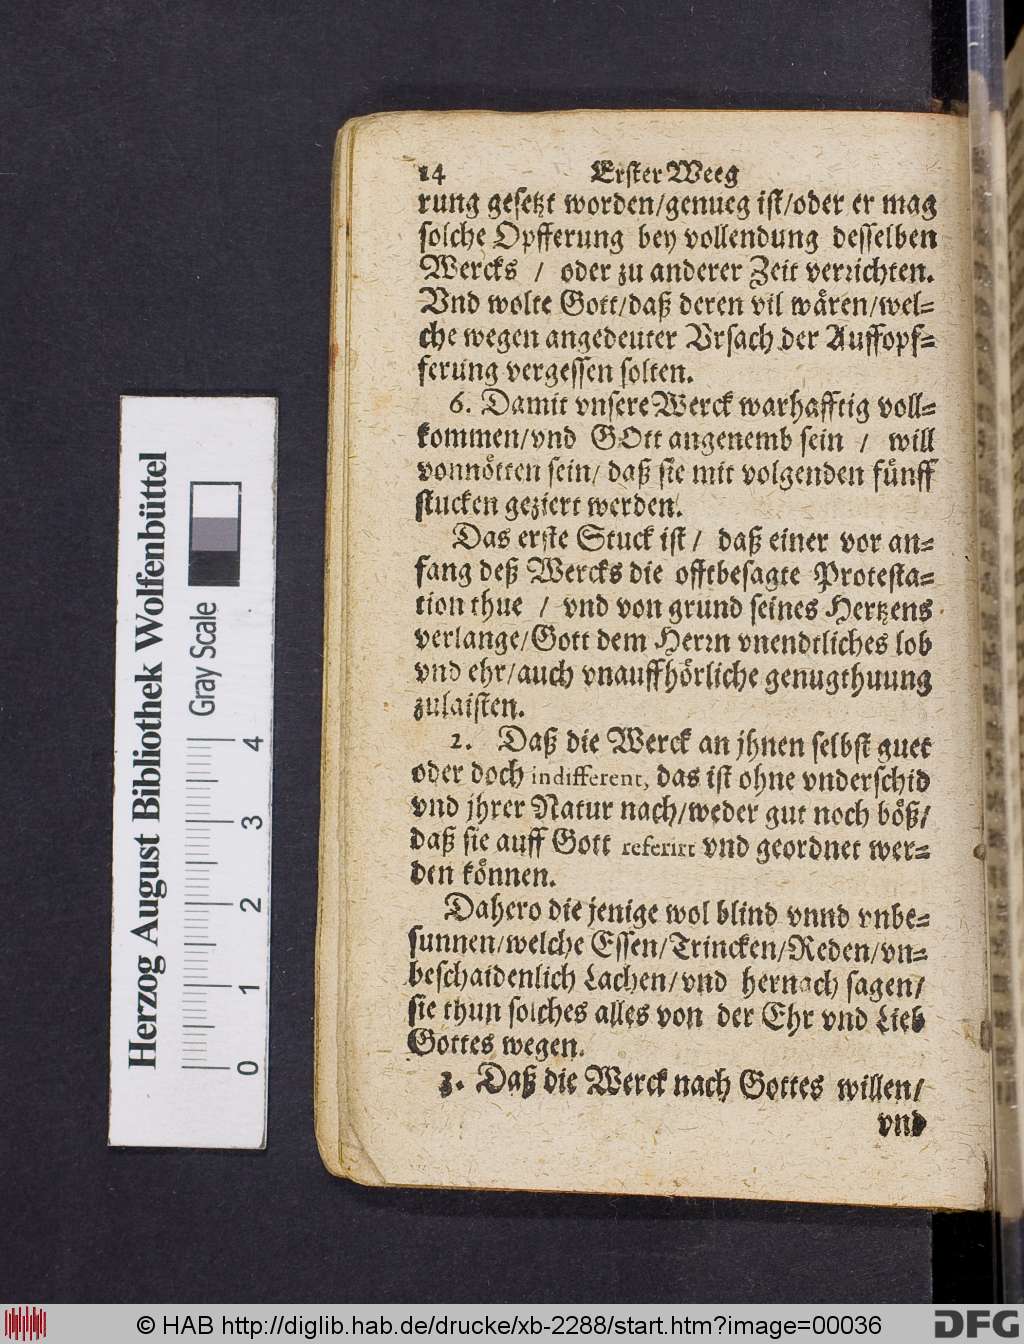 14 Erster Weeg
rung gesetzt worden/genueg ist/oder er mag
solche Opfferung bey vollendung desselben
Wercks / oder zu anderer Zeit verrichten.
Vnd wolte Gott/daß deren vil wåren/wel=
che wegen angedeuter Vrsach der Auffopf=
ferung vergessen solten.
6. Damit vnsere Werck warhafftig voll=
kommen/vnd GOtt angenemb sein / will
vonnötten sein/ daß sie mit volgenden fünff
stucken geziert werden.
Das erste Stuck ist / daß einer vor an=
fang deß Wercks die offtbesagte Protesta=
tion thue / vnd von grund seines Hertzens
verlange/Gott dem Herrn vnendtliches lob
vnd ehr/auch vnauffhörliche genugthuung
zulaisten.
2. Daß die Werck an jhnen selbst guet
oder doch indifferent, das ist ohne vnderschid
vnd jhrer Natur nach/weder gut noch böß/
daß sie auff Gott referirt vnd geordnet wer=
den können.
Dahero die jenige wol blind vnnd vnbe=
sunnen/welche Essen/Trincken/Reden/vn=
beschaidenlich Lachen/vnd hernach sagen/
sie thun solches alles von der Ehr vnd Lieb
Gottes wegen.
3. Daß die Werck nach Gottes willen/
vnd
Herzog August Bibliothek Wolfenbüttel
Gray Scale
0 1 2 3 4
© HAB http://diglib.hab.de/drucke/xb-2288/start.htm?image=00036
DFG